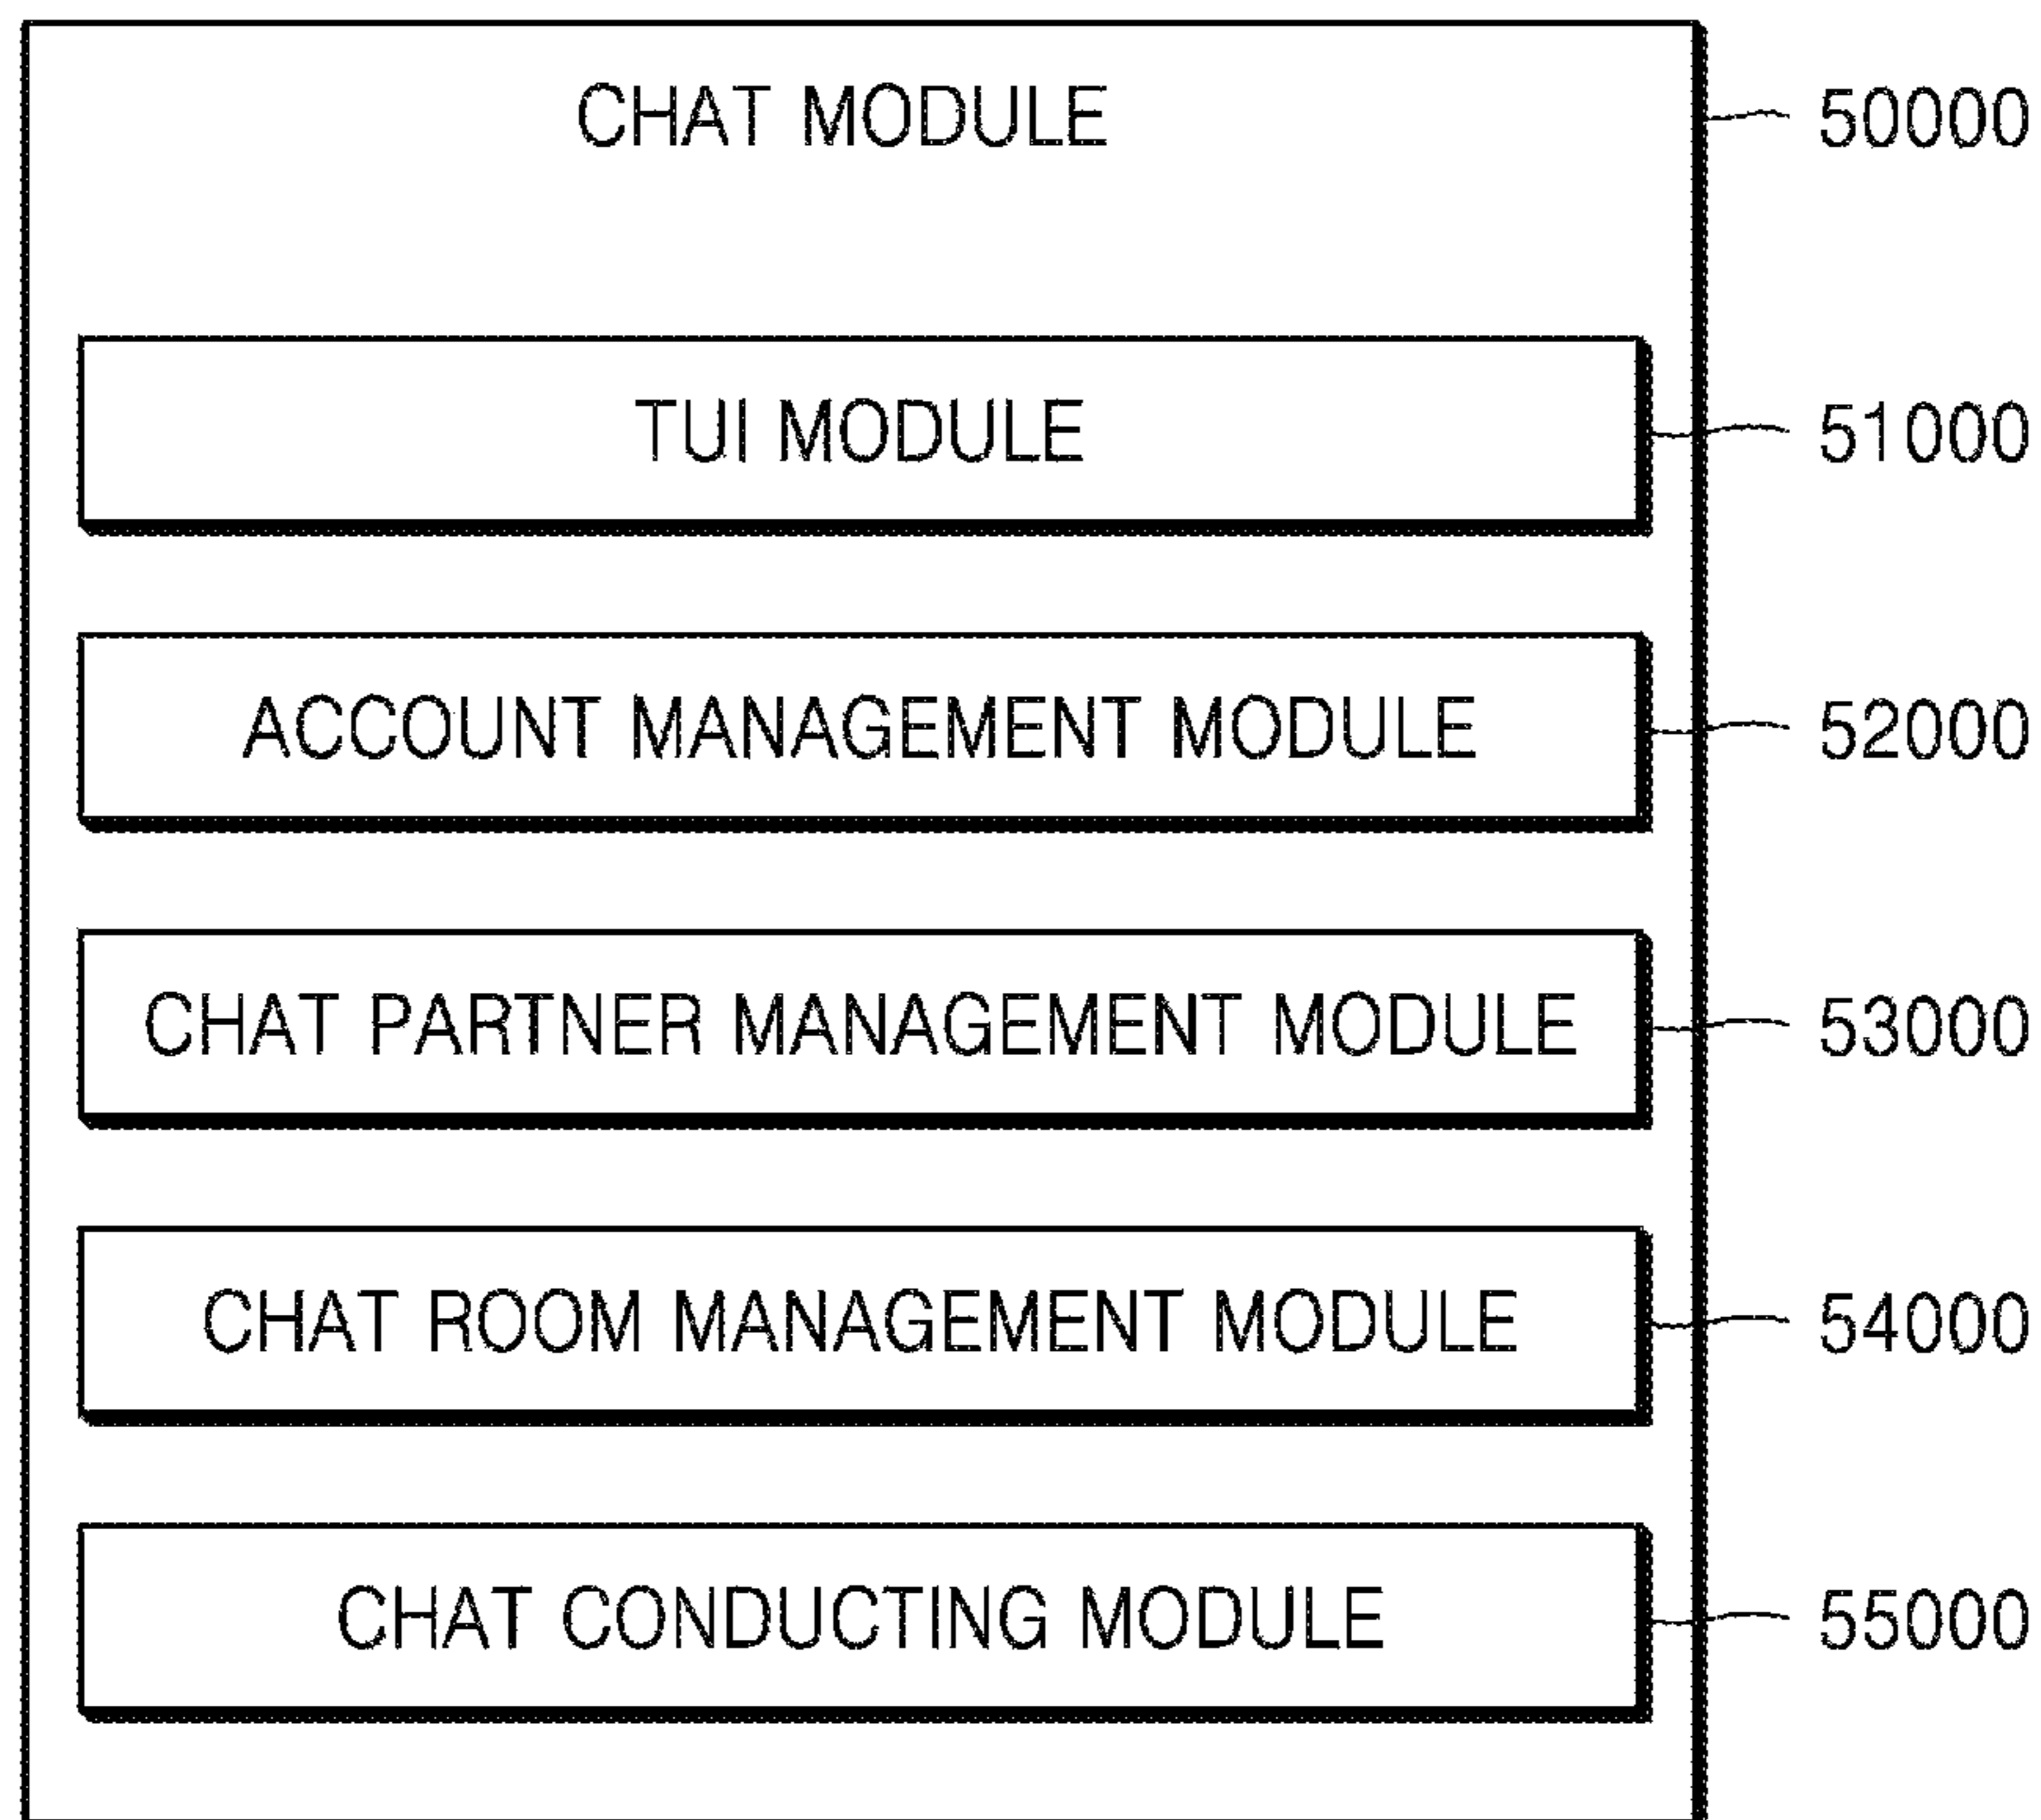 CHAT MODULE 50000
TUI MODULE 51000
ACCOUNT MANAGEMENT MODULE 52000
CHAT PARTNER MANAGEMENT MODULE 53000
CHAT ROOM MANAGEMENT MODULE 54000
CHAT CONDUCTING MODULE 55000